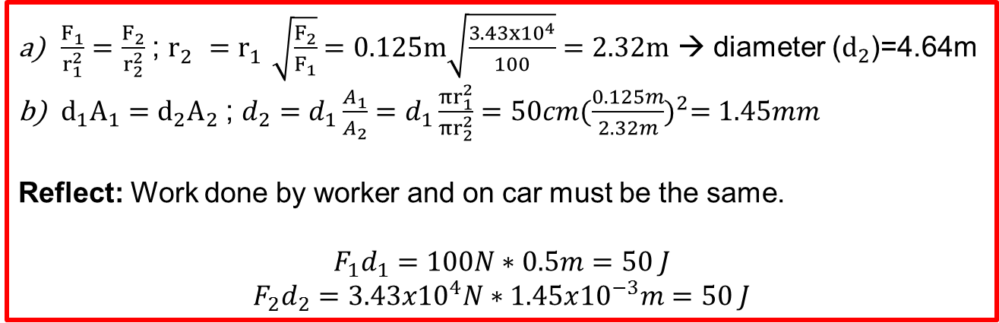 a) F₁/r₁² = F₂/r₂² ; r₂ = r₁ √(F₂/F₁) = 0.125m√(3.43x10⁴/100) = 2.32m → diameter (d₂)=4.64m
b) d₁A₁ = d₂A₂ ; d₂ = d₁ A₁/A₂ = d₁ πr₁²/πr₂² = 50cm(0.125m/2.32m)² = 1.45mm
Reflect: Work done by worker and on car must be the same.
F₁d₁ = 100N ∗ 0.5m = 50 J
F₂d₂ = 3.43x10⁴N ∗ 1.45x10⁻³m = 50 J